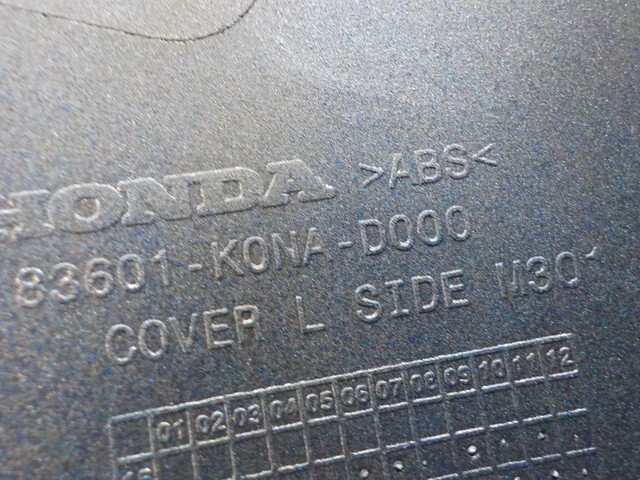 HONDA >ABS<
83601-K0NA-D000
COVER L SIDE M30
01 02 03 04 05 06 07 08 09 10 11 12